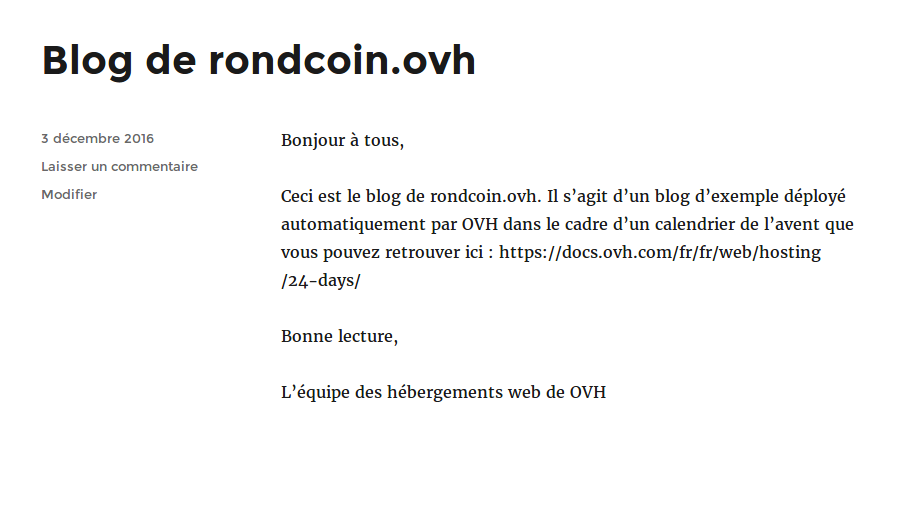 Blog de rondcoin.ovh
3 décembre 2016
Laisser un commentaire
Modifier
Bonjour à tous,
Ceci est le blog de rondcoin.ovh. Il s’agit d’un blog d’exemple déployé
automatiquement par OVH dans le cadre d’un calendrier de l’avent que
vous pouvez retrouver ici : https://docs.ovh.com/fr/fr/web/hosting
/24-days/
Bonne lecture,
L’équipe des hébergements web de OVH